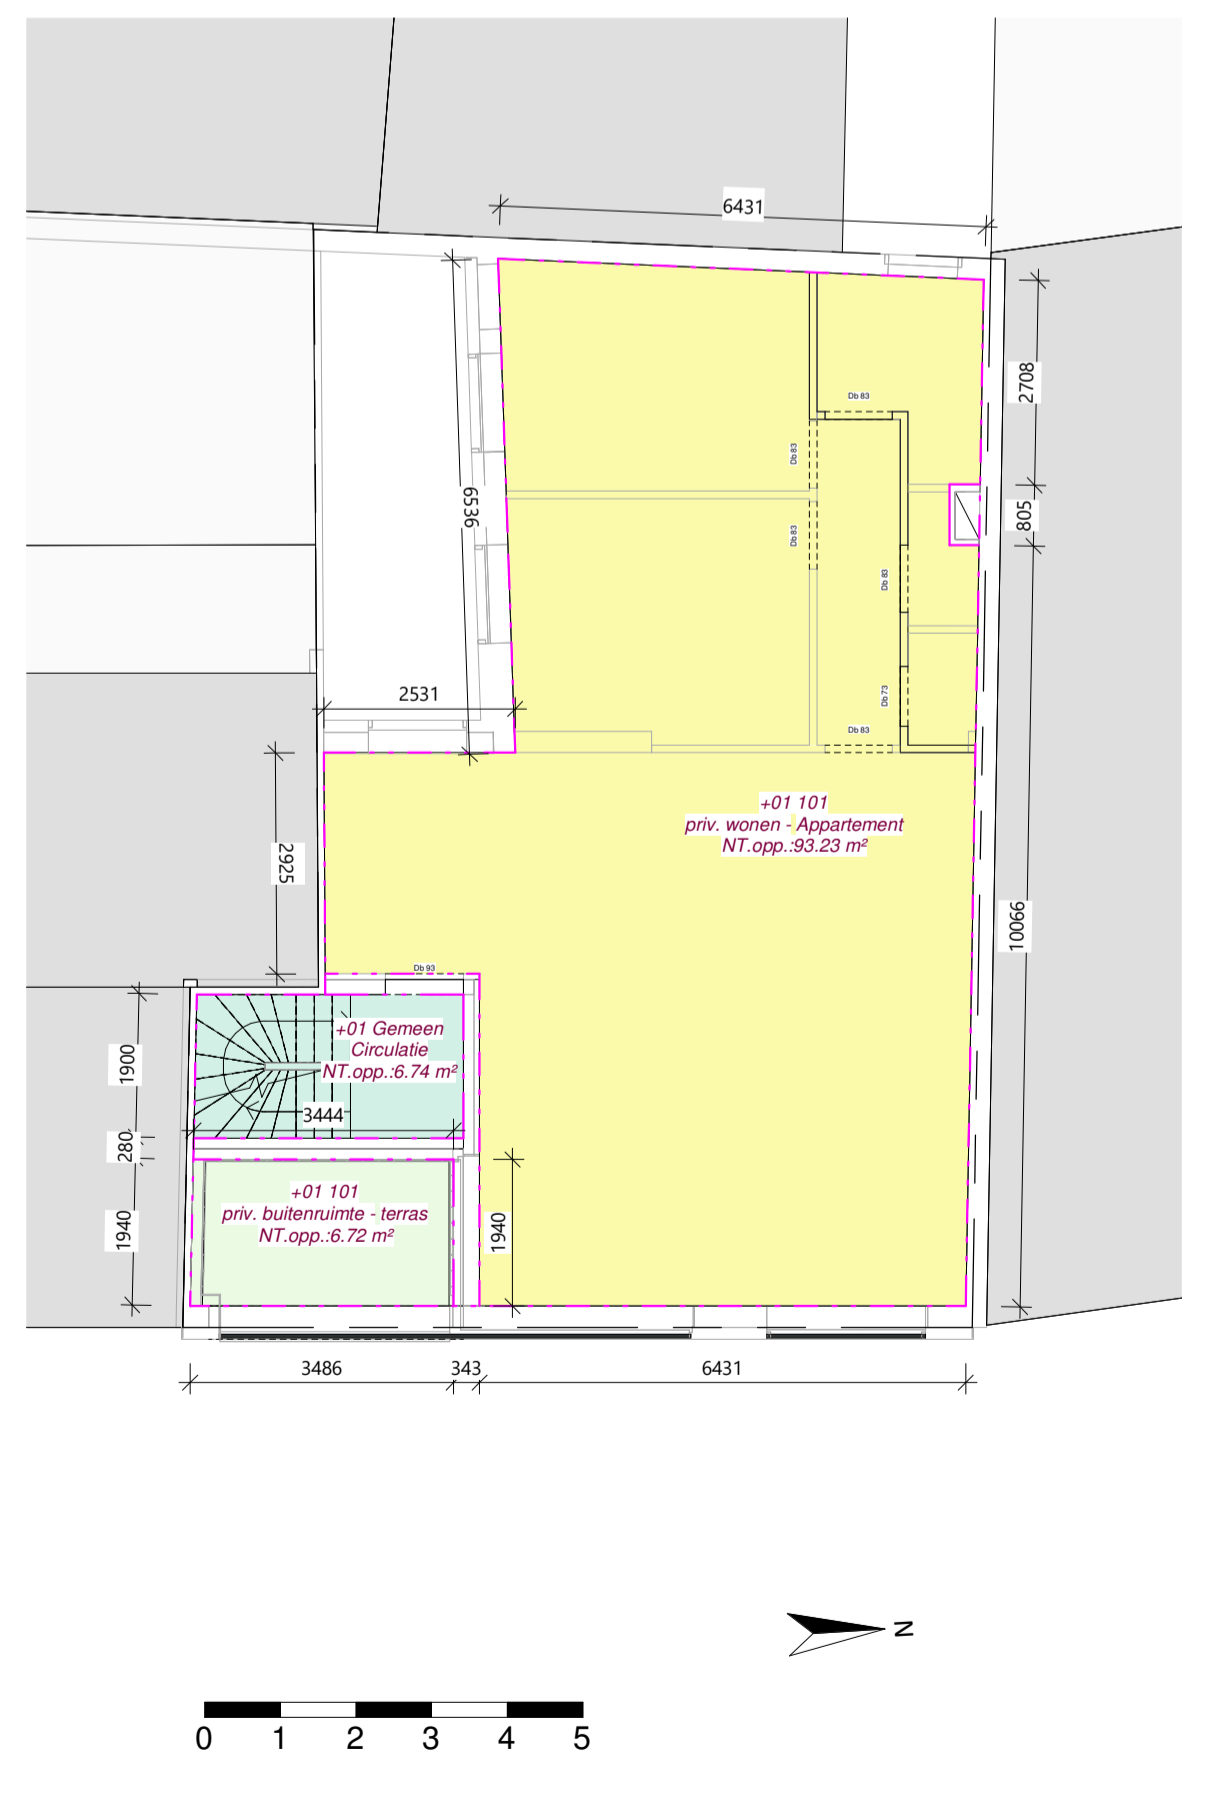 6431
2708
Db 83
Db 83
6536
805
Db 83
Db 83
2531
Db 73
Db 83
+01 101
priv. wonen - Appartement
NT.opp.:93.23 m²
2925
10066
Db 93
+01 Gemeen
Circulatie
NT.opp.:6.74 m²
1900
3444
280
+01 101
priv. buitenruimte - terras
NT.opp.:6.72 m²
1940
1940
3486 343 6431
N
0 1 2 3 4 5